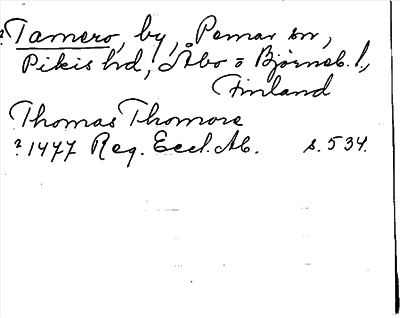 ? Tamero, by, Pemar sn,
Pikis hd, Åbo o Björneb. l.,
Finland
Thomas Thomore
? 1477 Reg. Eccl. Ab. s. 534.